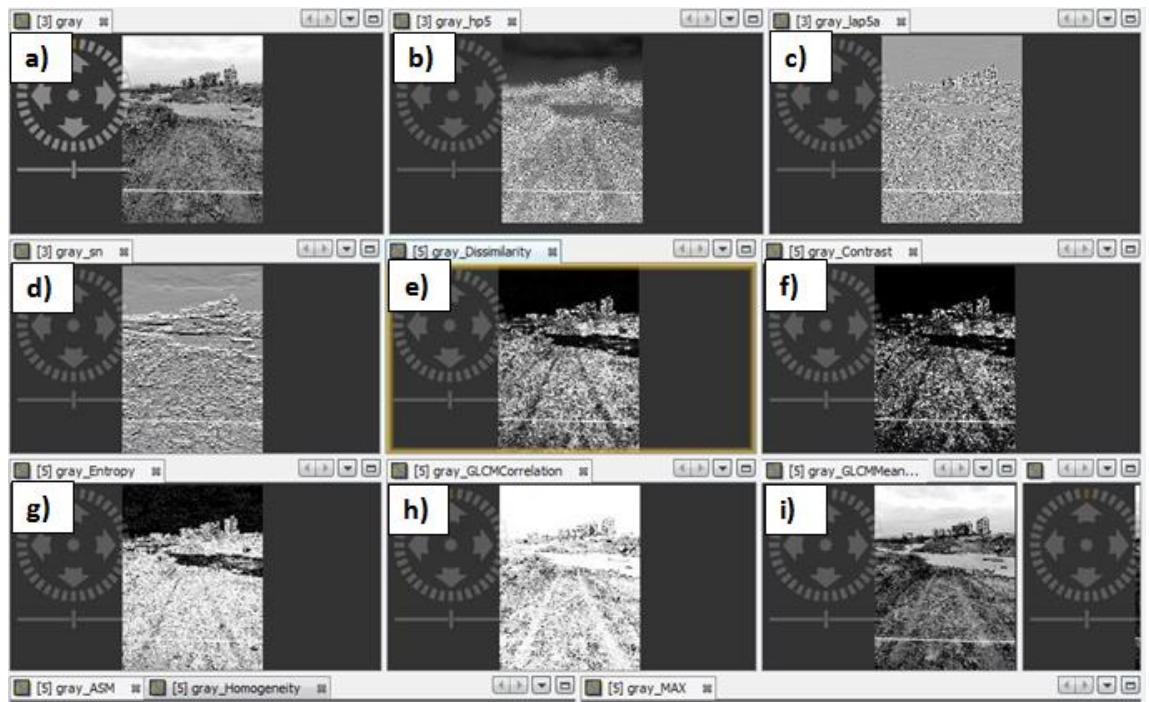 [3] gray
[3] gray_hp5
[3] gray_lap5a
a)
b)
c)
[3] gray_sn
[5] gray_Dissimilarity
[5] gray_Contrast
d)
e)
f)
[5] gray_Entropy
[5] gray_GLCMCorrelation
[5] gray_GLCMMean...
g)
h)
i)
[5] gray_ASM
[5] gray_Homogeneity
[5] gray_MAX